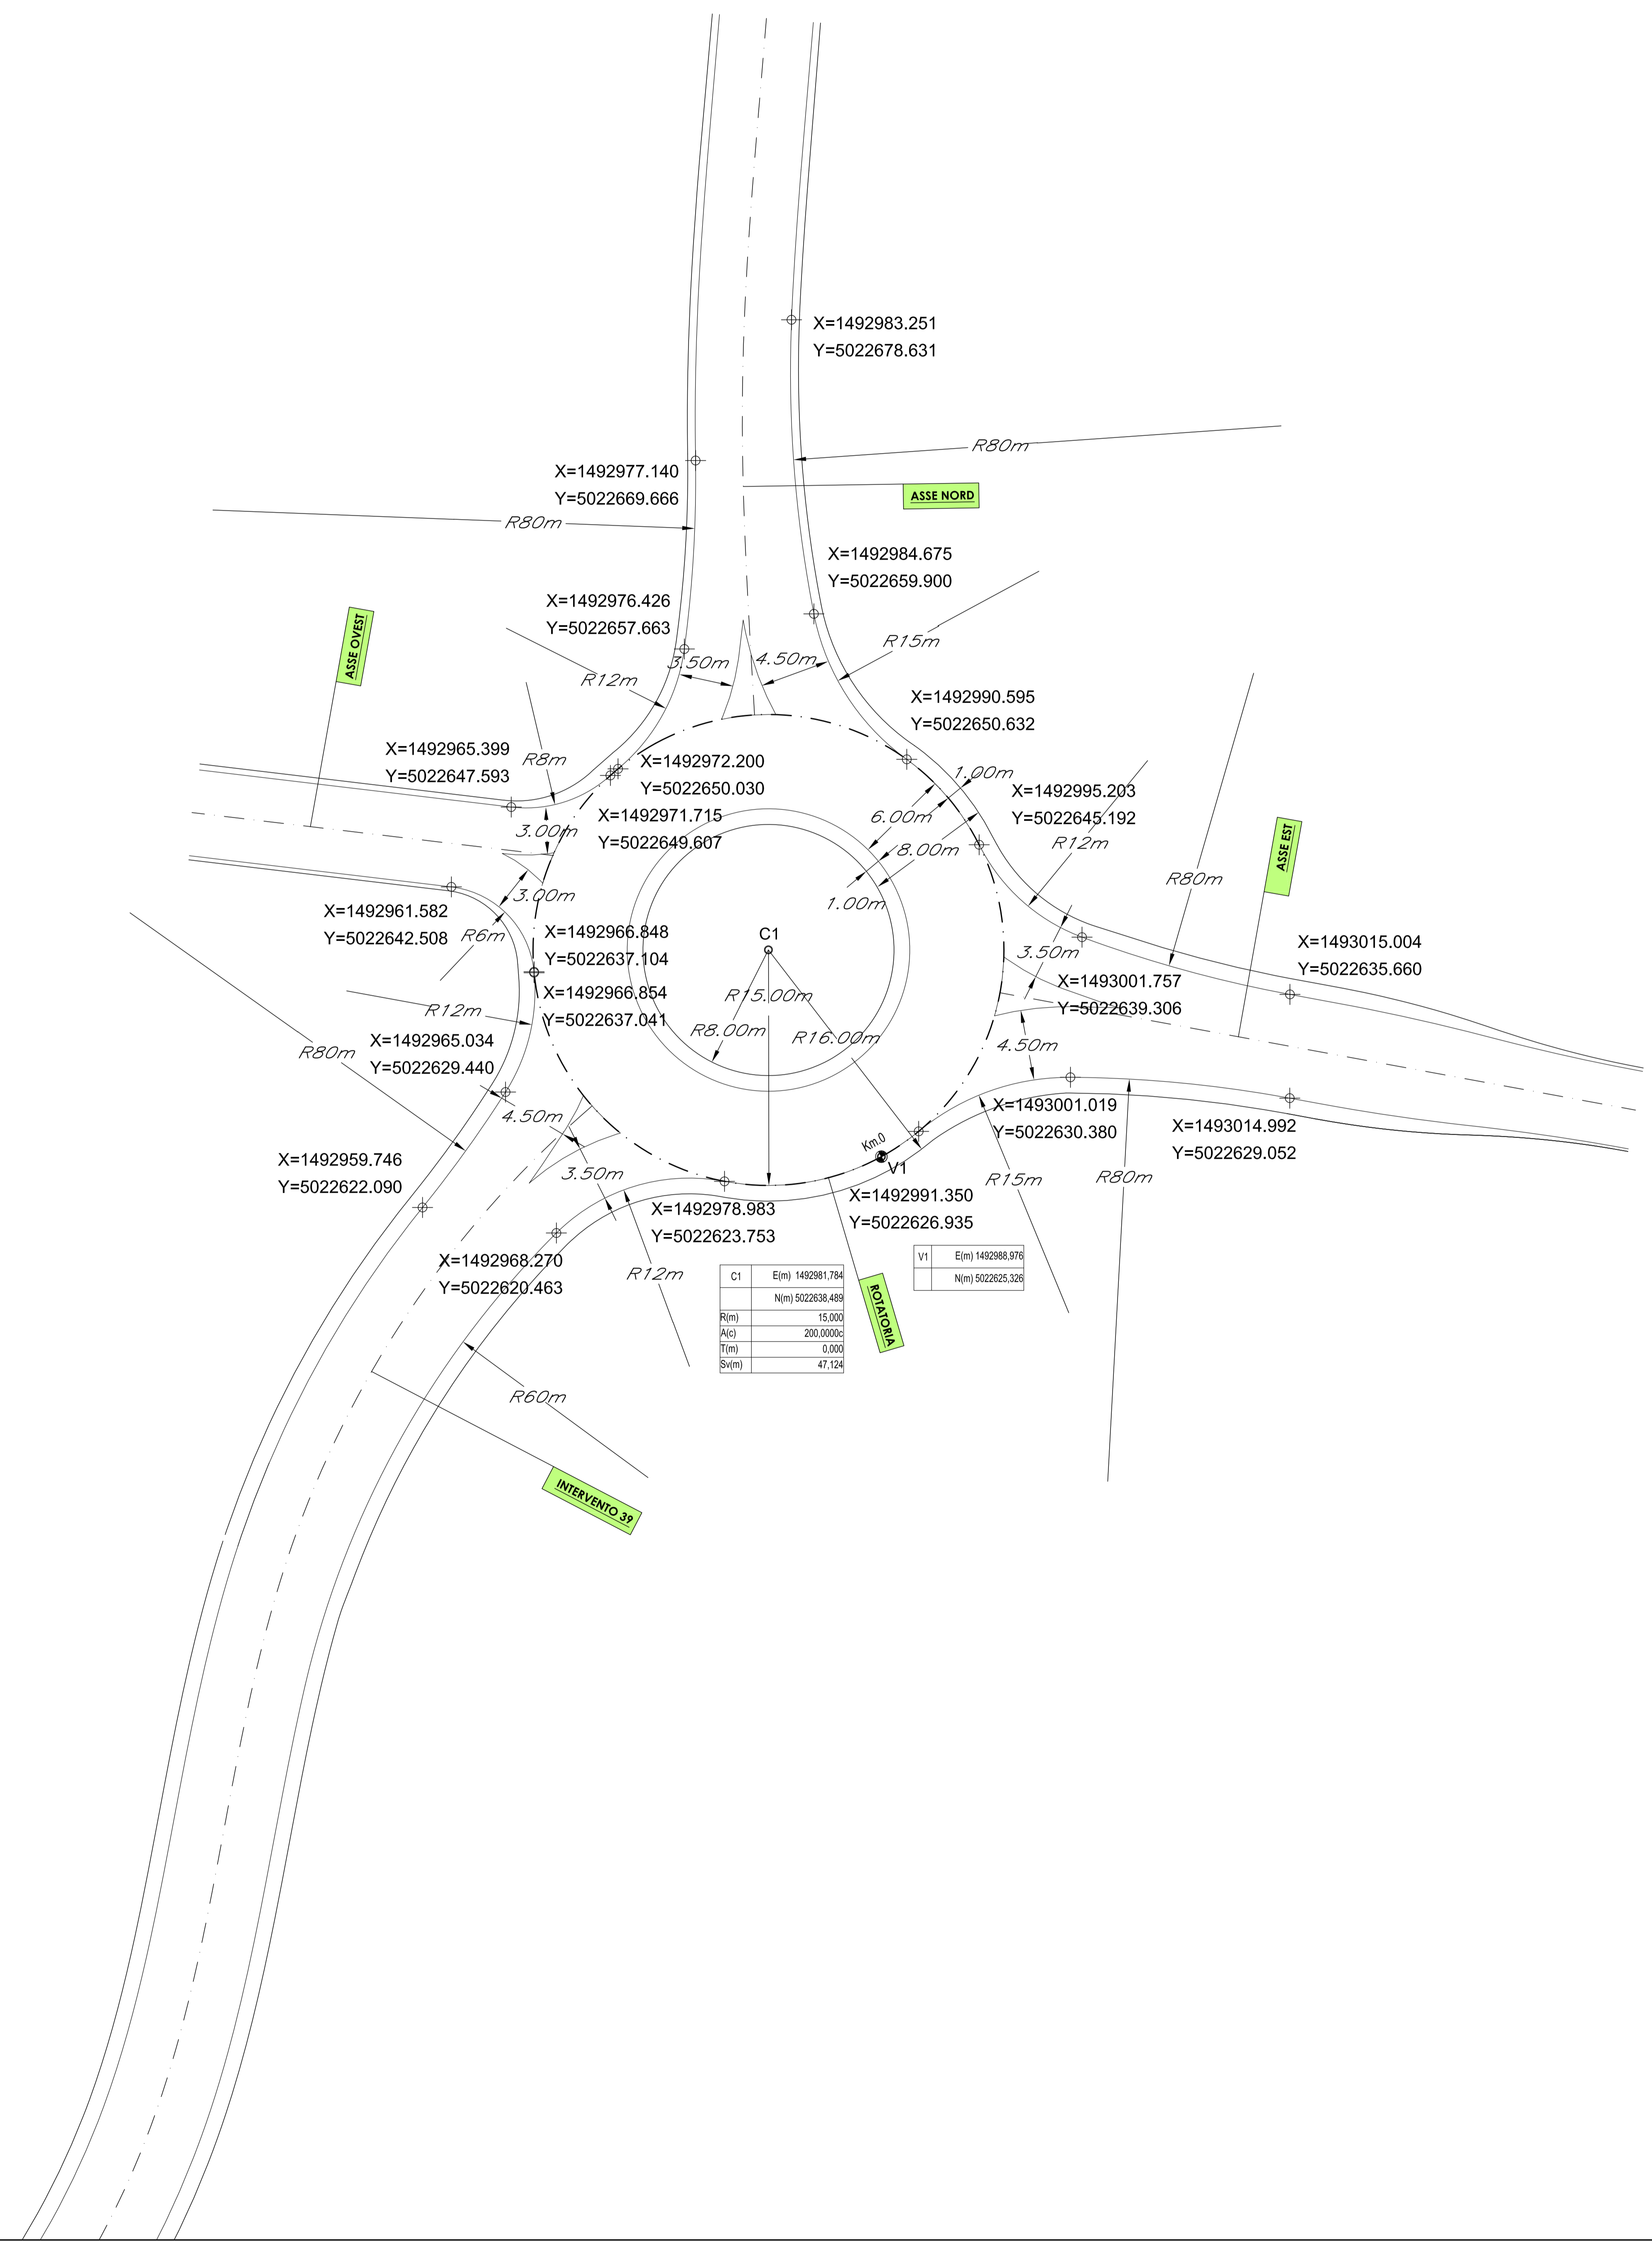 X=1492983.251
Y=5022678.631
R80m
X=1492977.140
Y=5022669.666
ASSE NORD
R80m
X=1492984.675
Y=5022659.900
X=1492976.426
Y=5022657.663
ASSE OVEST
R15m
3.50m
4.50m
R12m
X=1492990.595
Y=5022650.632
X=1492965.399
Y=5022647.593
R8m
X=1492972.200
Y=5022650.030
1.00m
X=1492995.203
Y=5022645.192
X=1492971.715
Y=5022649.607
6.00m
3.00m
R12m
8.00m
ASSE EST
R80m
3.00m
1.00m
X=1492961.582
Y=5022642.508
R6m
X=1492966.848
Y=5022637.104
C1
X=1493015.004
Y=5022635.660
3.50m
X=1493001.757
Y=5022639.306
X=1492966.854
Y=5022637.041
R15.00m
R12m
R8.00m
R16.00m
X=1492965.034
Y=5022629.440
R80m
4.50m
4.50m
X=1493001.019
Y=5022630.380
X=1493014.992
Y=5022629.052
Km.0
V1
X=1492959.746
Y=5022622.090
3.50m
R15m
R80m
X=1492991.350
Y=5022626.935
X=1492978.983
Y=5022623.753
X=1492968.270
Y=5022620.463
R12m
V1 E(m) 1492988,976
N(m) 5022625,326
C1 E(m) 1492981,784
N(m) 5022638,489
R(m) 15,000
A(c) 200,0000c
T(m) 0,000
Sv(m) 47,124
ROTATORIA
R60m
INTERVENTO 39